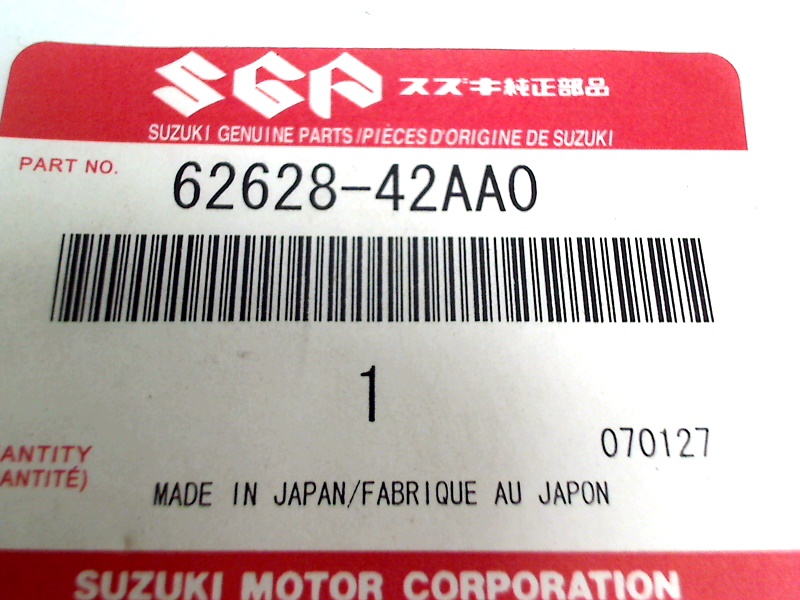 SGP スズキ純正部品
SUZUKI GENUINE PARTS/PIÈCES D'ORIGINE DE SUZUKI
PART NO. 62628-42AA0
1
ANTITY
ANTITÉ)
070127
MADE IN JAPAN/FABRIQUE AU JAPON
SUZUKI MOTOR CORPORATION